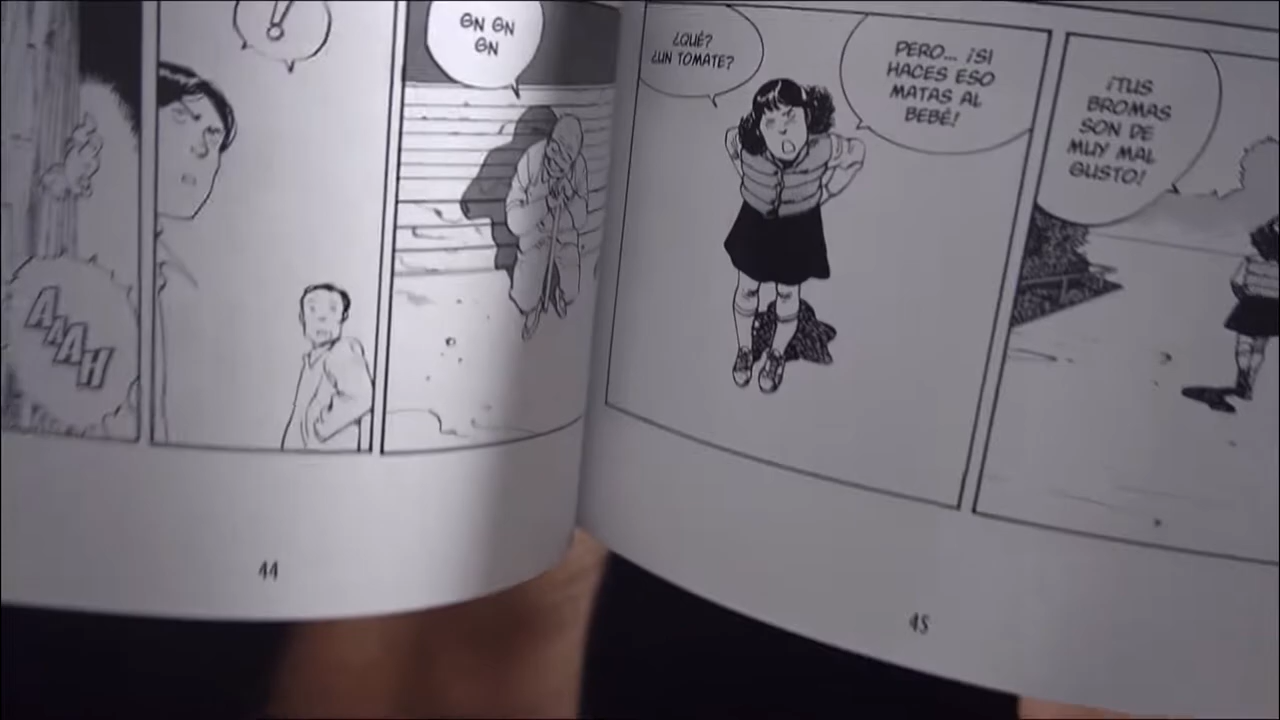 AAAH
!
GN GN
GN
44
¿QUÉ?
¿UN TOMATE?
PERO... ¡SI
HACES ESO
MATAS AL
BEBÉ!
¡TUS
BROMAS
SON DE
MUY MAL
GUSTO!
45